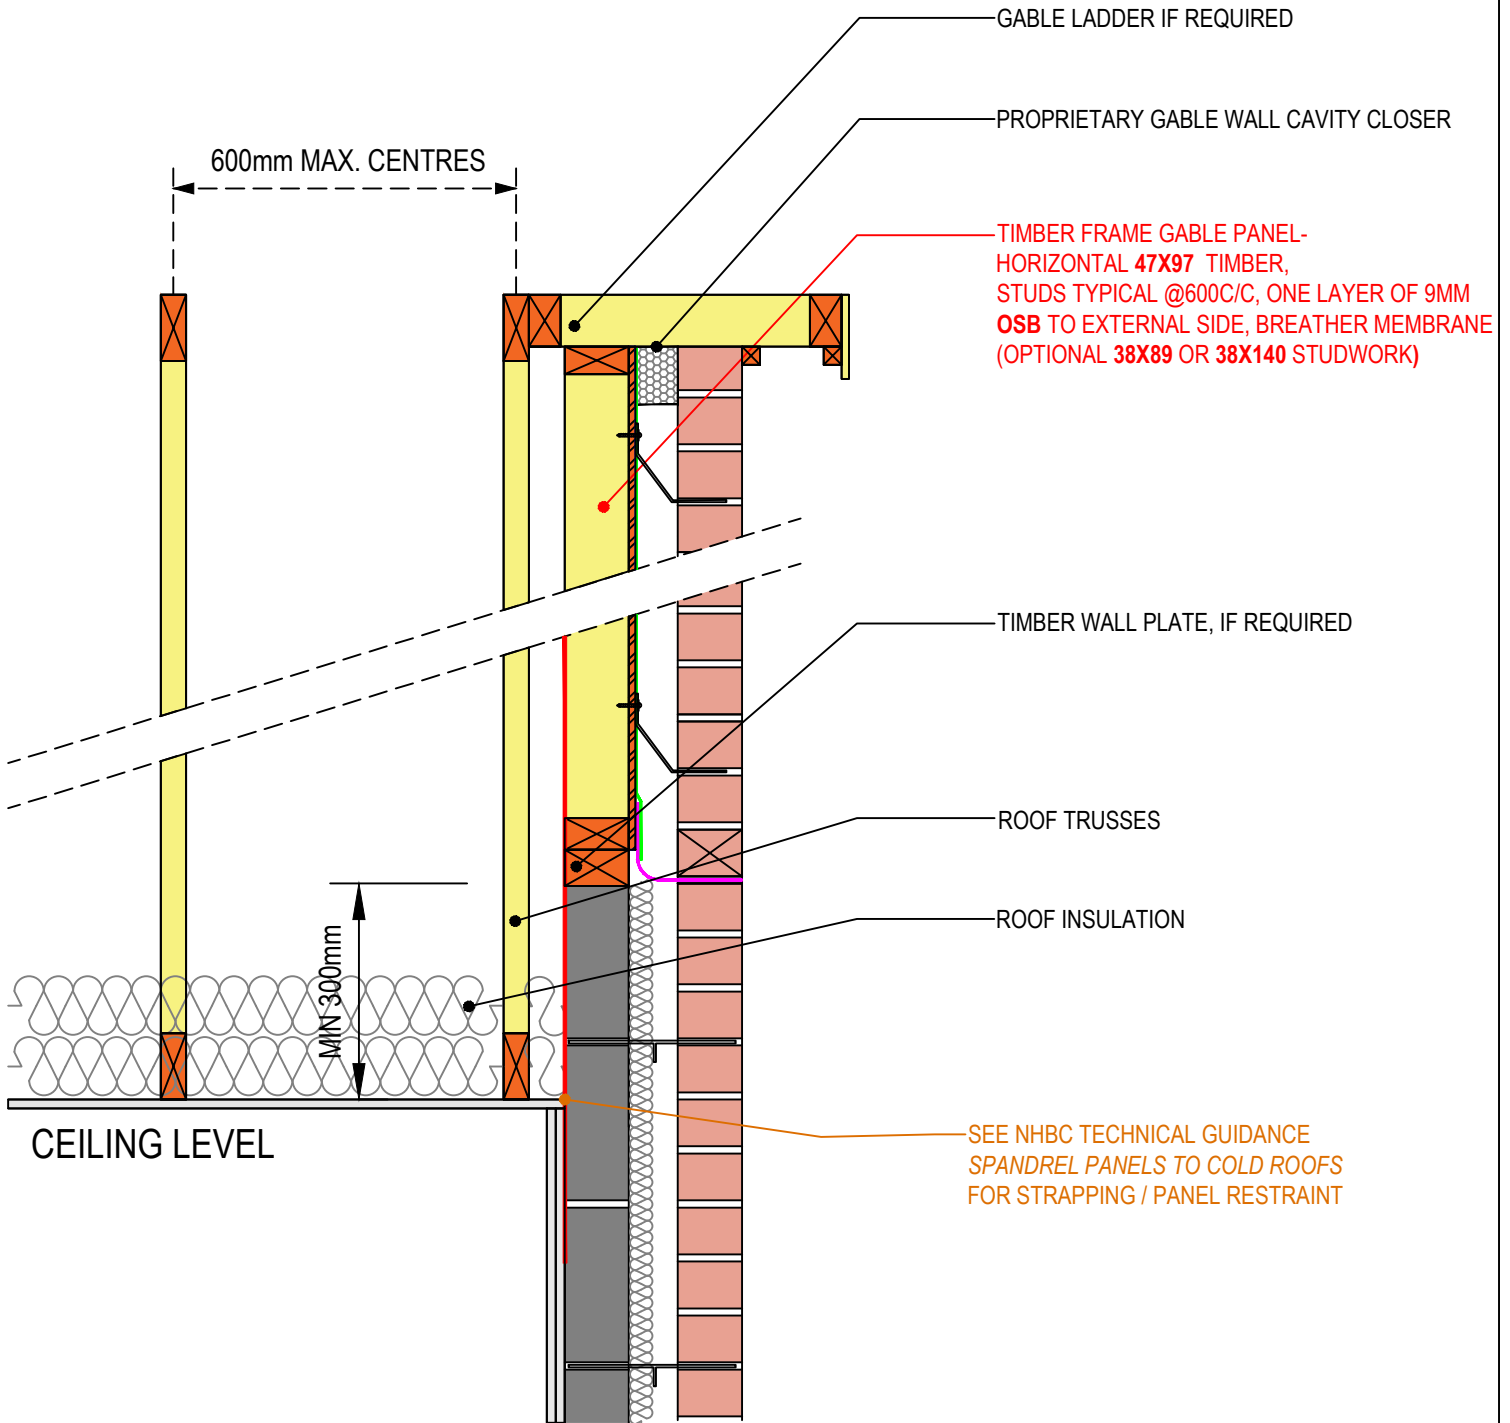 GABLE LADDER IF REQUIRED
PROPRIETARY GABLE WALL CAVITY CLOSER
600mm MAX. CENTRES
TIMBER FRAME GABLE PANEL-
HORIZONTAL 47X97 TIMBER,
STUDS TYPICAL @600C/C, ONE LAYER OF 9MM
OSB TO EXTERNAL SIDE, BREATHER MEMBRANE
(OPTIONAL 38X89 OR 38X140 STUDWORK)
TIMBER WALL PLATE, IF REQUIRED
ROOF TRUSSES
ROOF INSULATION
MIN 300mm
CEILING LEVEL
SEE NHBC TECHNICAL GUIDANCE
SPANDREL PANELS TO COLD ROOFS
FOR STRAPPING / PANEL RESTRAINT